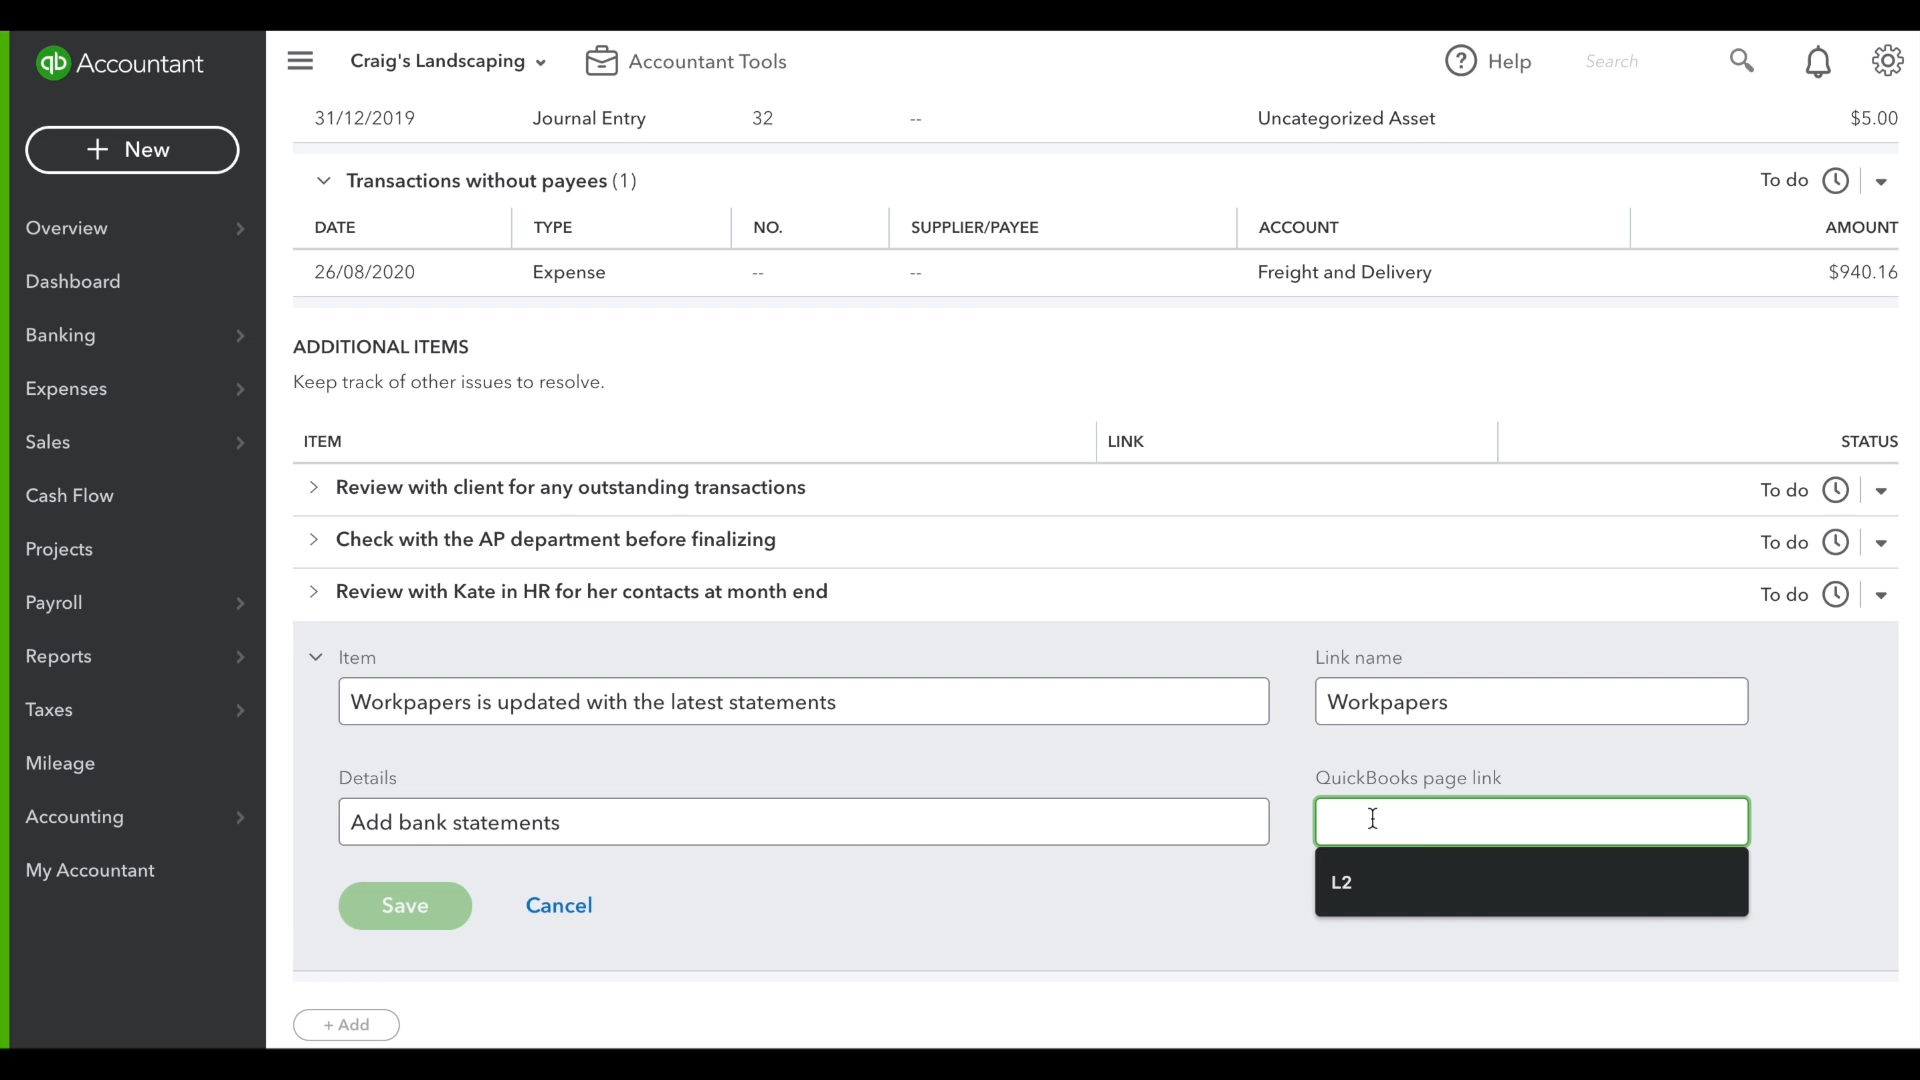 qb Accountant
Craig's Landscaping
Accountant Tools
? Help
Search
+ New
Overview
Dashboard
Banking
Expenses
Sales
Cash Flow
Projects
Payroll
Reports
Taxes
Mileage
Accounting
My Accountant
31/12/2019 Journal Entry 32 -- Uncategorized Asset $5.00
Transactions without payees (1) To do
DATE TYPE NO. SUPPLIER/PAYEE ACCOUNT AMOUNT
26/08/2020 Expense -- -- Freight and Delivery $940.16
ADDITIONAL ITEMS
Keep track of other issues to resolve.
ITEM LINK STATUS
Review with client for any outstanding transactions To do
Check with the AP department before finalizing To do
Review with Kate in HR for her contacts at month end To do
Item Link name
Workpapers is updated with the latest statements Workpapers
Details QuickBooks page link
Add bank statements
L2
Save Cancel
+ Add